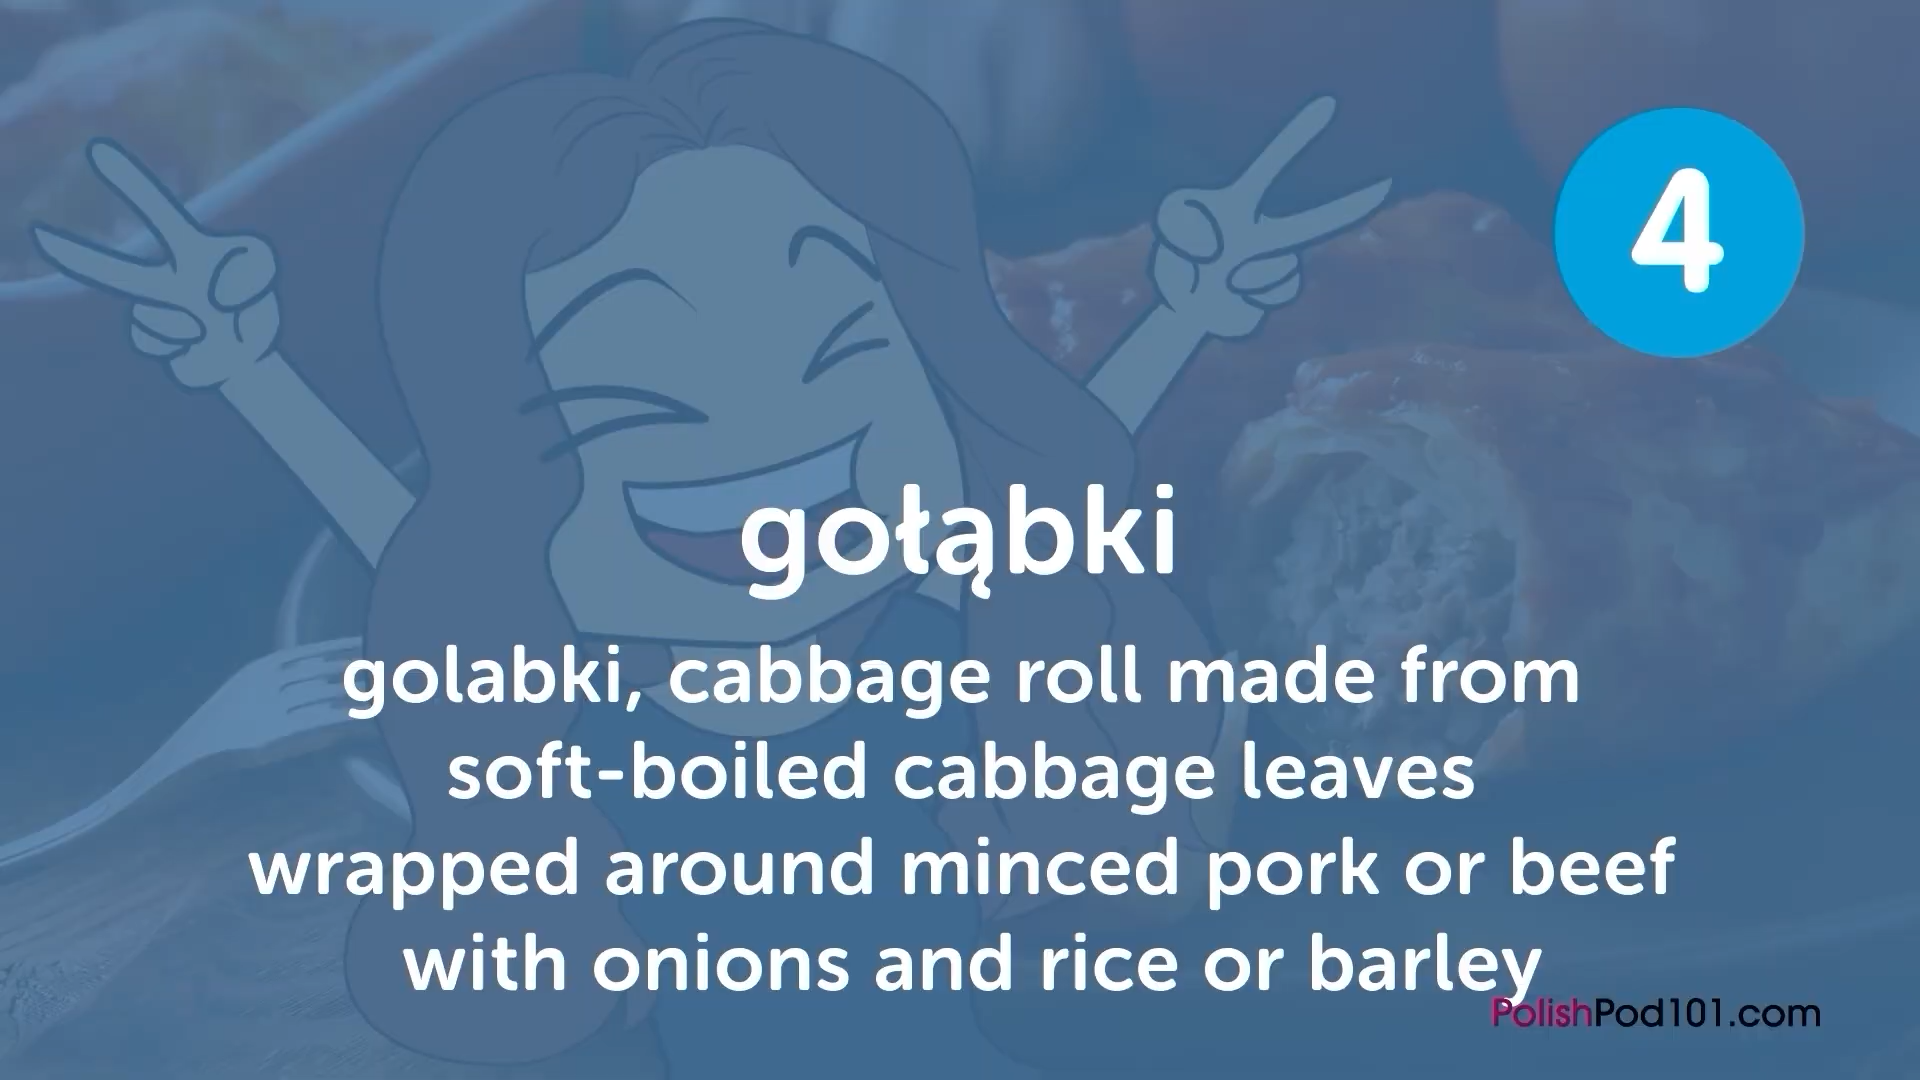 4
gołąbki
golabki, cabbage roll made from
soft-boiled cabbage leaves
wrapped around minced pork or beef
with onions and rice or barley
PolishPod101.com